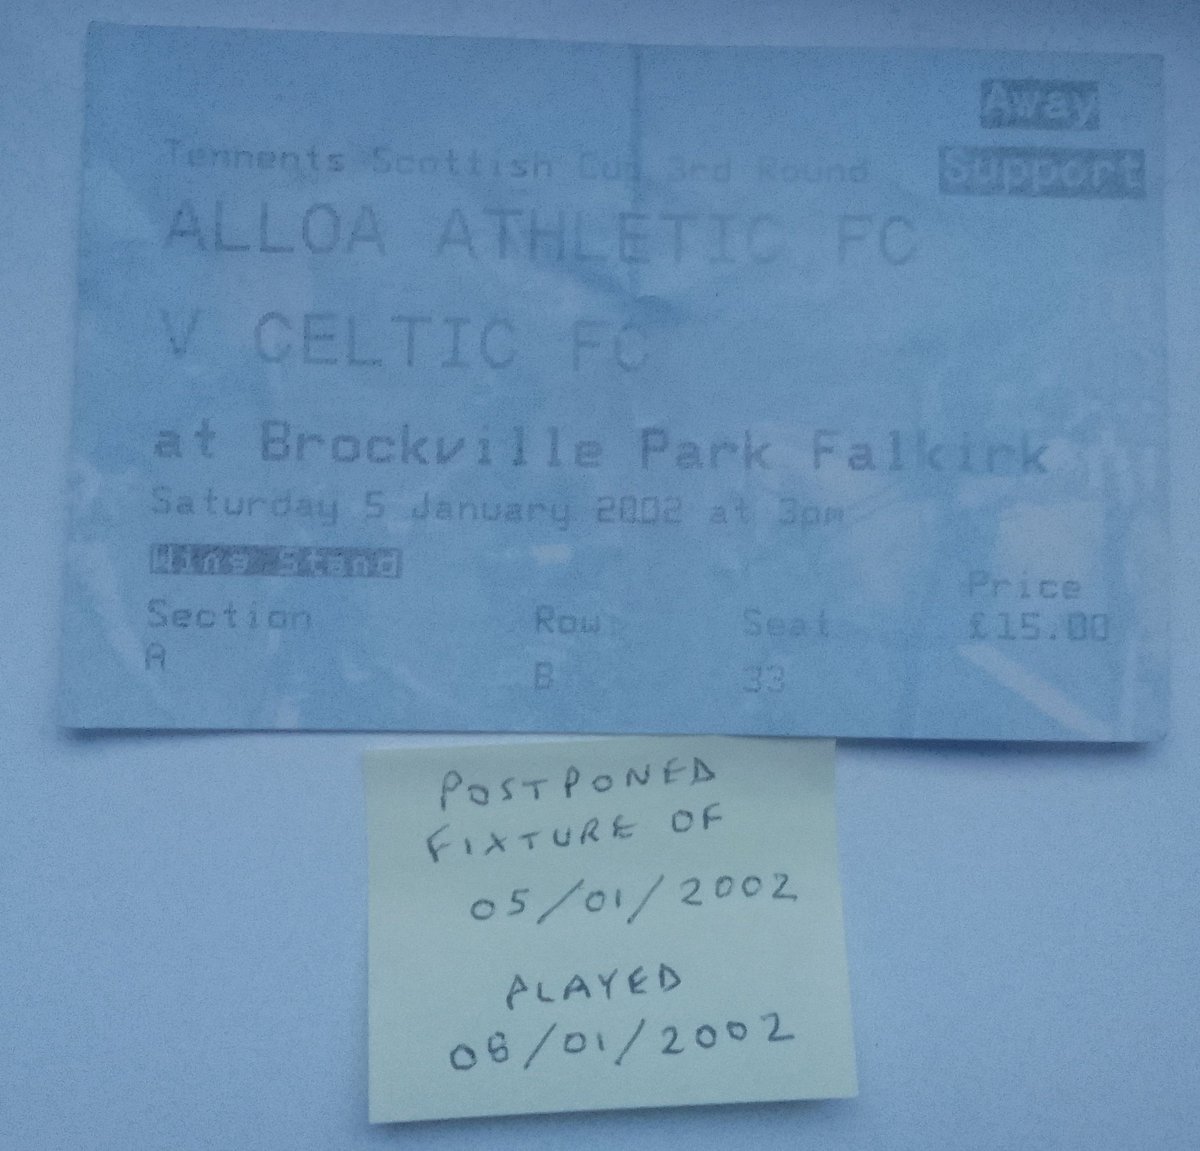 Away
Support
Tennents Scottish Cup 3rd Round
ALLOA ATHLETIC FC
V CELTIC FC
at Brockville Park Falkirk
Saturday 5 January 2002 at 3pm
Wing Stand
Section Row Seat Price
A B 33 £15.00
POSTPONED
FIXTURE OF
05/01/2002
PLAYED
08/01/2002